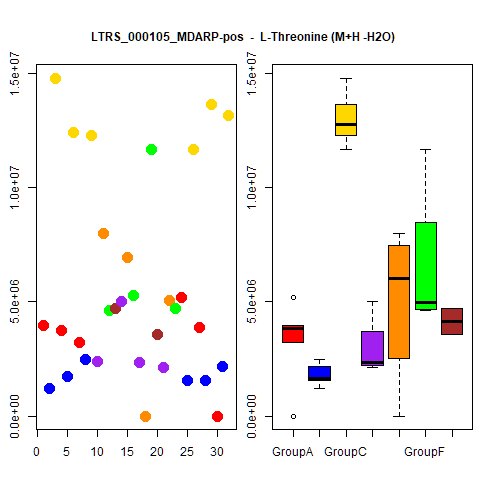 LTRS_000105_MDARP-pos - L-Threonine (M+H -H2O)
1.5e+07
1.0e+07
5.0e+06
0.0e+00
0 5 10 15 20 25 30
1.5e+07
1.0e+07
5.0e+06
0.0e+00
GroupA GroupC GroupF